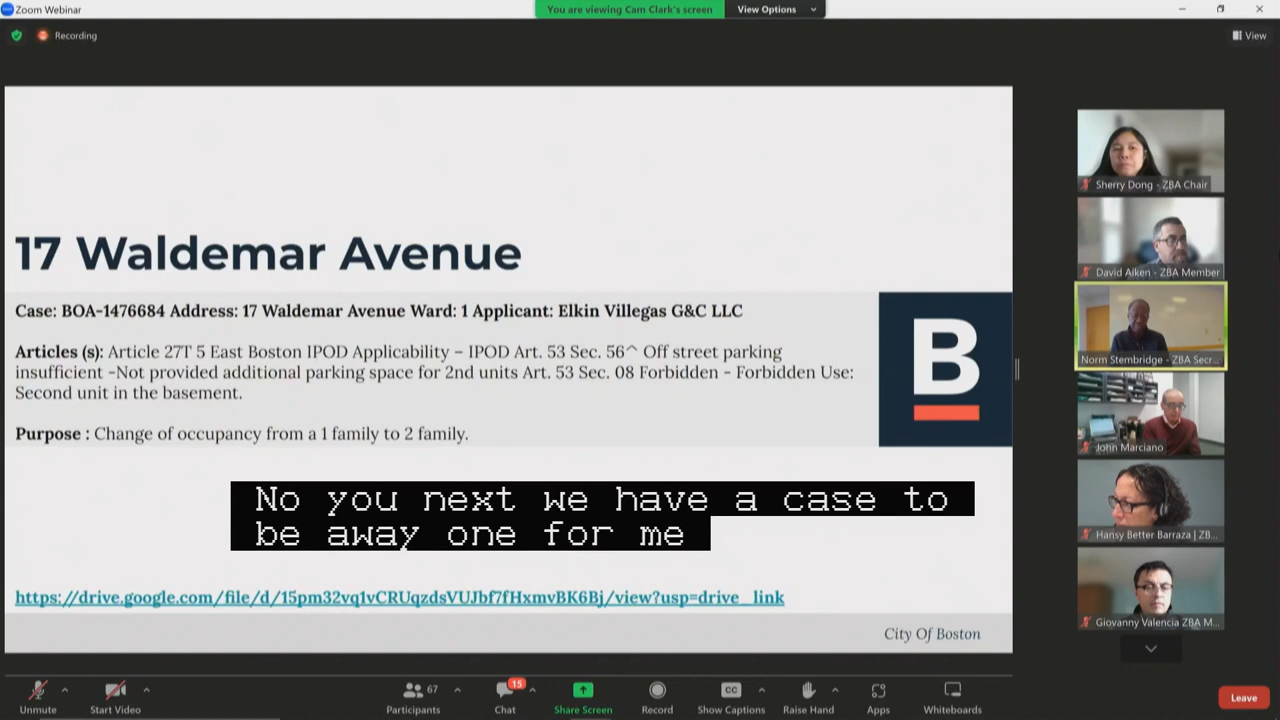 Zoom Webinar
You are viewing Cam Clark's screen
View Options
Recording
View
17 Waldemar Avenue
Case: BOA-1476684 Address: 17 Waldemar Avenue Ward: 1 Applicant: Elkin Villegas G&C LLC
Articles (s): Article 27T 5 East Boston IPOD Applicability – IPOD Art. 53 Sec. 56^ Off street parking
insufficient -Not provided additional parking space for 2nd units Art. 53 Sec. 08 Forbidden - Forbidden Use:
Second unit in the basement.
Purpose : Change of occupancy from a 1 family to 2 family.
B
No you next we have a case to
be away one for me
https://drive.google.com/file/d/15pm32vq1vCRUqzdsVUJbf7fHxmvBK6Bj/view?usp=drive_link
City Of Boston
Sherry Dong - ZBA Chair
David Aiken - ZBA Member
Norm Stembridge - ZBA Secr...
John Marciano
Hansy Better Barraza | ZB...
Giovanny Valencia ZBA M...
Unmute
Start Video
67
Participants
15
Chat
Share Screen
Record
CC
Show Captions
Raise Hand
Apps
Whiteboards
Leave